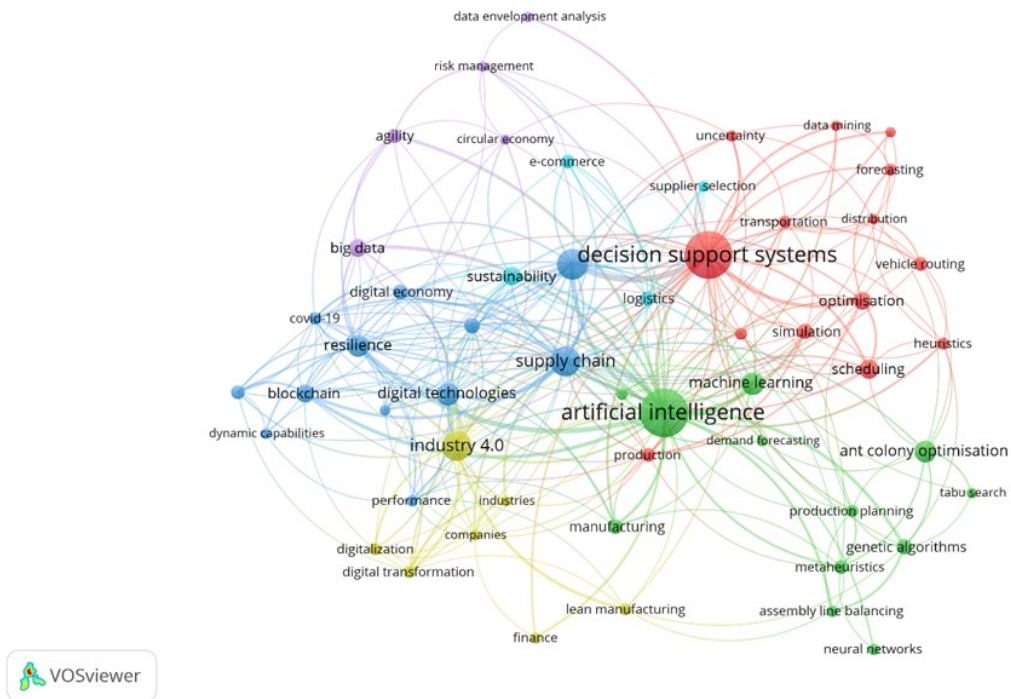 data envelopment analysis
risk management
agility
circular economy
uncertainty
data mining
e-commerce
forecasting
supplier selection
transportation
distribution
big data
decision support systems
vehicle routing
sustainability
digital economy
logistics
optimisation
covid-19
simulation
resilience
heuristics
supply chain
scheduling
machine learning
blockchain
digital technologies
artificial intelligence
dynamic capabilities
industry 4.0
demand forecasting
production
ant colony optimisation
performance
industries
tabu search
production planning
manufacturing
companies
digitalization
genetic algorithms
digital transformation
metaheuristics
lean manufacturing
assembly line balancing
finance
neural networks
VOSviewer